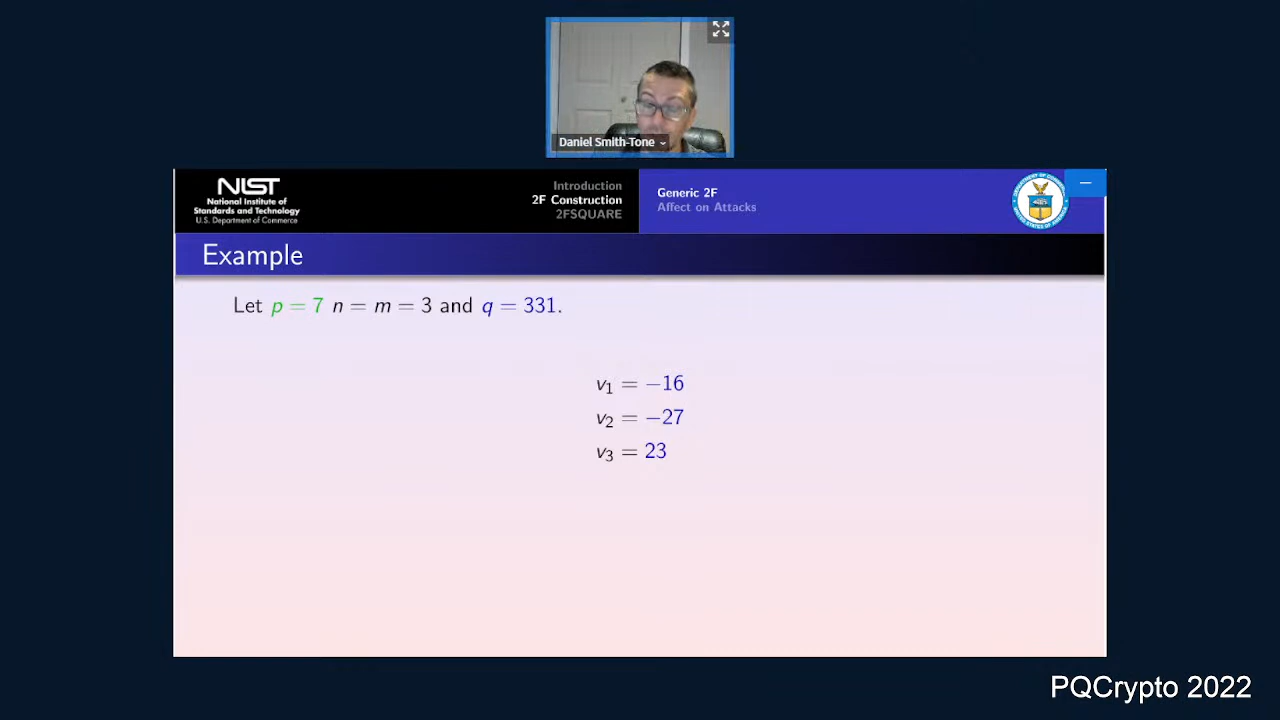 Daniel Smith-Tone
NIST
National Institute of
Standards and Technology
U.S. Department of Commerce
Introduction
2F Construction
2FSQUARE
Generic 2F
Affect on Attacks
Example
Let p = 7 n = m = 3 and q = 331.
v₁ = −16
v₂ = −27
v₃ = 23
PQCrypto 2022